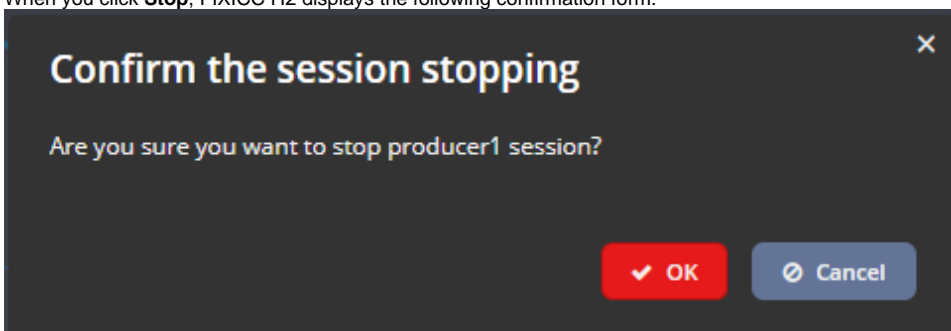 When you click Stop, FIXICC H2 displays the following confirmation form:
Confirm the session stopping
Are you sure you want to stop producer1 session?
OK
Cancel